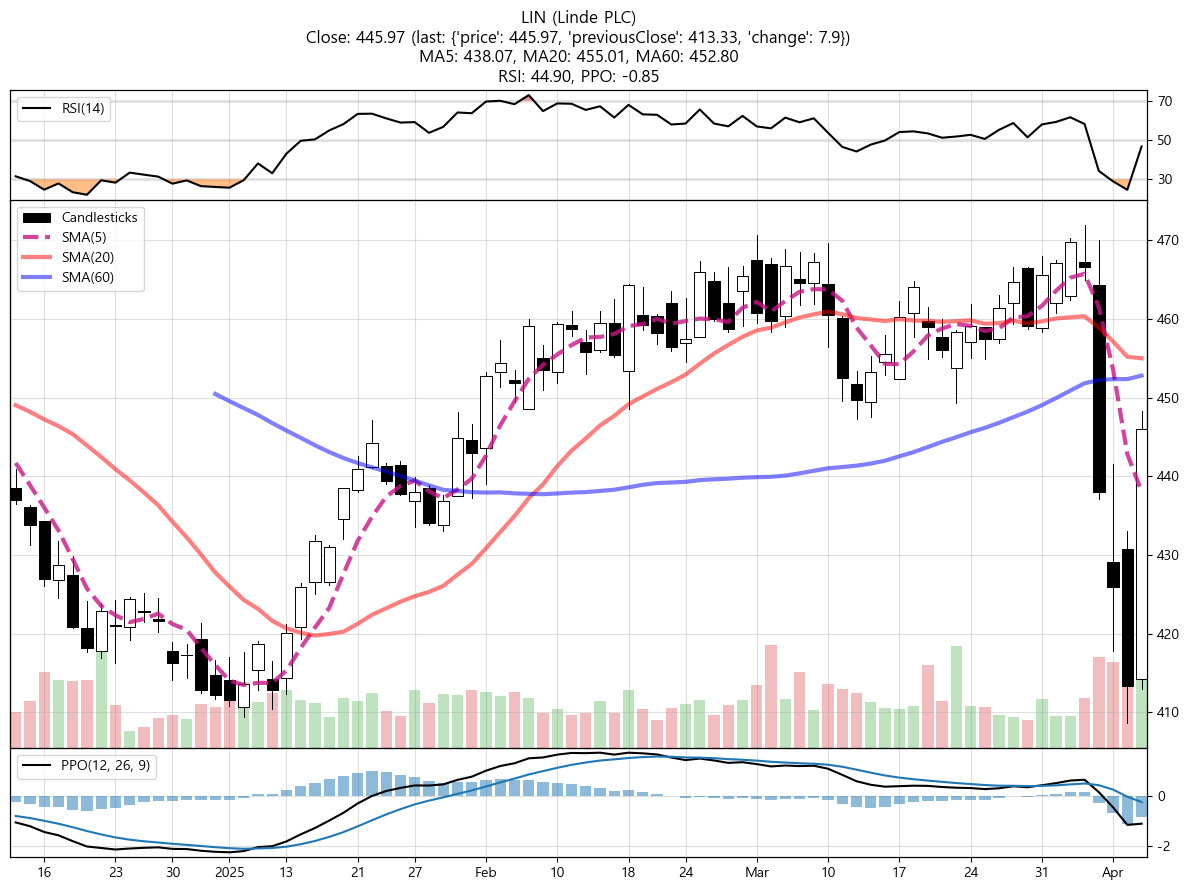 LIN (Linde PLC)
Close: 445.97 (last: {'price': 445.97, 'previousClose': 413.33, 'change': 7.9})
MA5: 438.07, MA20: 455.01, MA60: 452.80
RSI: 44.90, PPO: -0.85
RSI(14)
70
50
30
Candlesticks
SMA(5)
SMA(20)
SMA(60)
470
460
450
440
430
420
410
PPO(12, 26, 9)
0
-2
16 23 30 2025 13 21 27 Feb 10 18 24 Mar 10 17 24 31 Apr